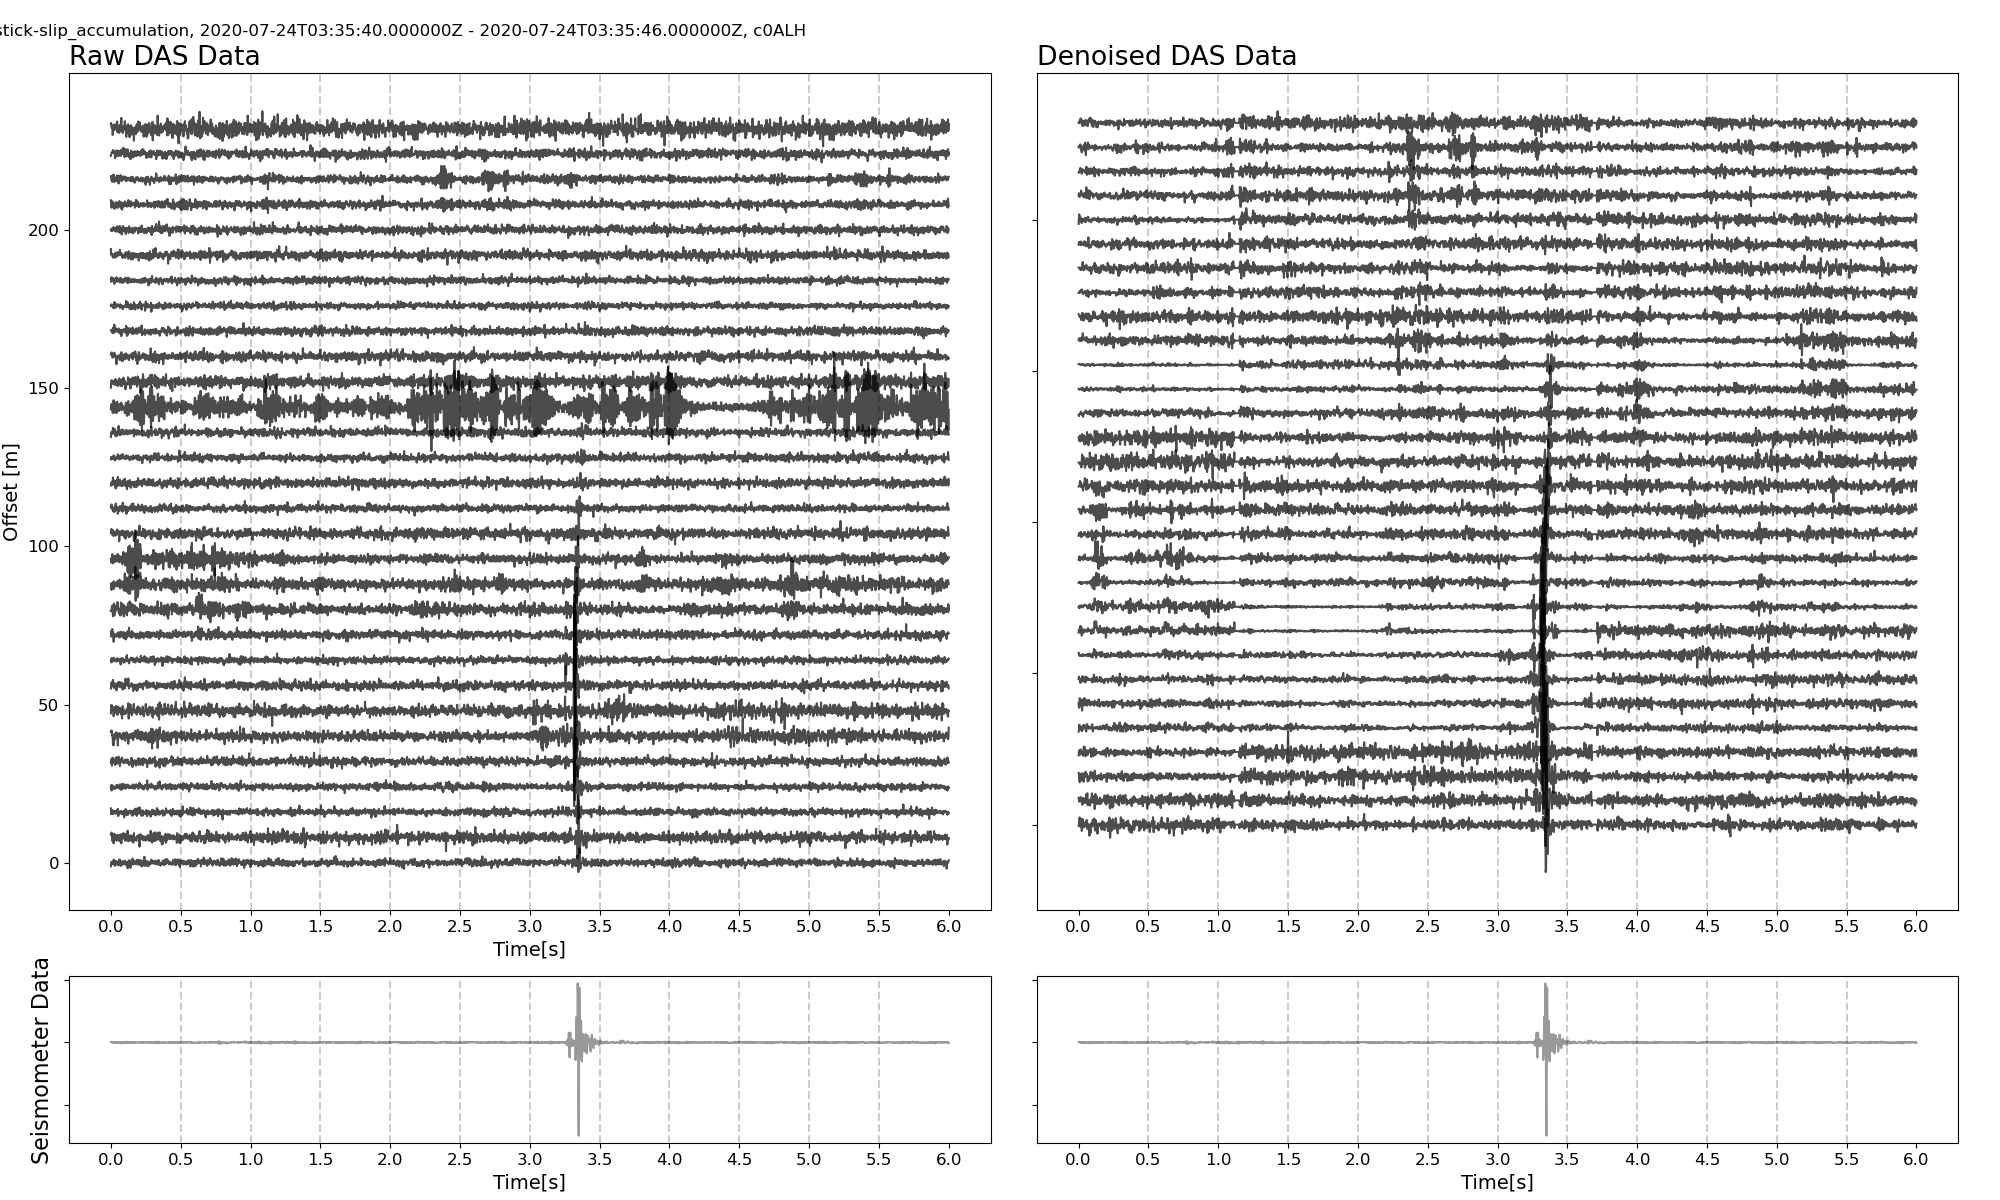 stick-slip_accumulation, 2020-07-24T03:35:40.000000Z - 2020-07-24T03:35:46.000000Z, c0ALH
Raw DAS Data
Denoised DAS Data
Offset [m]
200
150
100
50
0
0.0 0.5 1.0 1.5 2.0 2.5 3.0 3.5 4.0 4.5 5.0 5.5 6.0
Time[s]
0.0 0.5 1.0 1.5 2.0 2.5 3.0 3.5 4.0 4.5 5.0 5.5 6.0
Seismometer Data
0.0 0.5 1.0 1.5 2.0 2.5 3.0 3.5 4.0 4.5 5.0 5.5 6.0
Time[s]
0.0 0.5 1.0 1.5 2.0 2.5 3.0 3.5 4.0 4.5 5.0 5.5 6.0
Time[s]